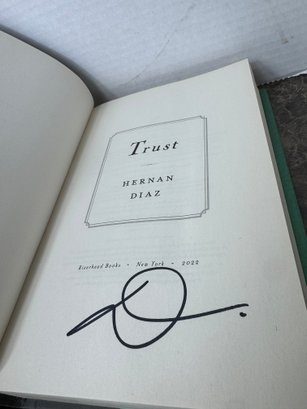 Trust
HERNAN
DIAZ
Riverhead Books • New York • 2022